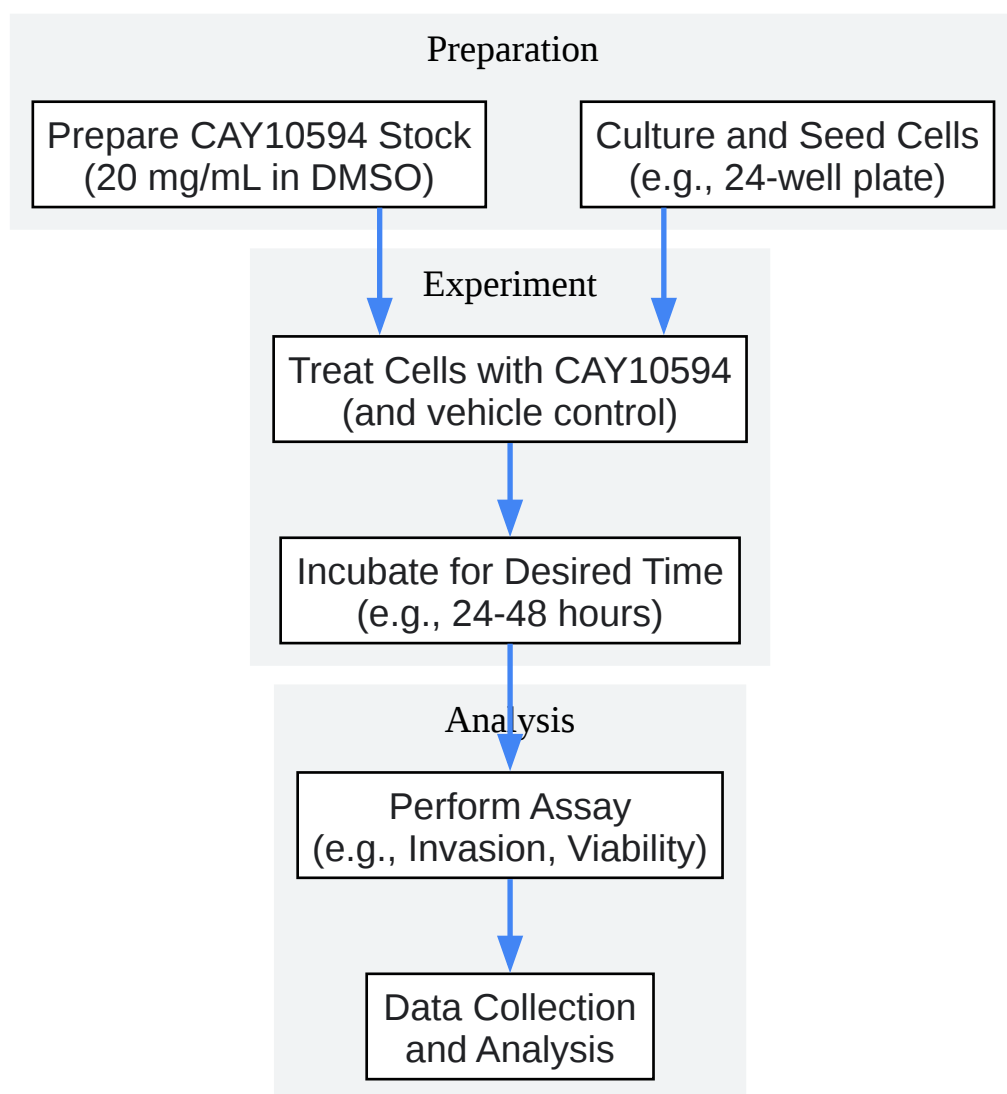 Preparation
Prepare CAY10594 Stock
(20 mg/mL in DMSO)
Culture and Seed Cells
(e.g., 24-well plate)
Experiment
Treat Cells with CAY10594
(and vehicle control)
Incubate for Desired Time
(e.g., 24-48 hours)
Analysis
Perform Assay
(e.g., Invasion, Viability)
Data Collection
and Analysis